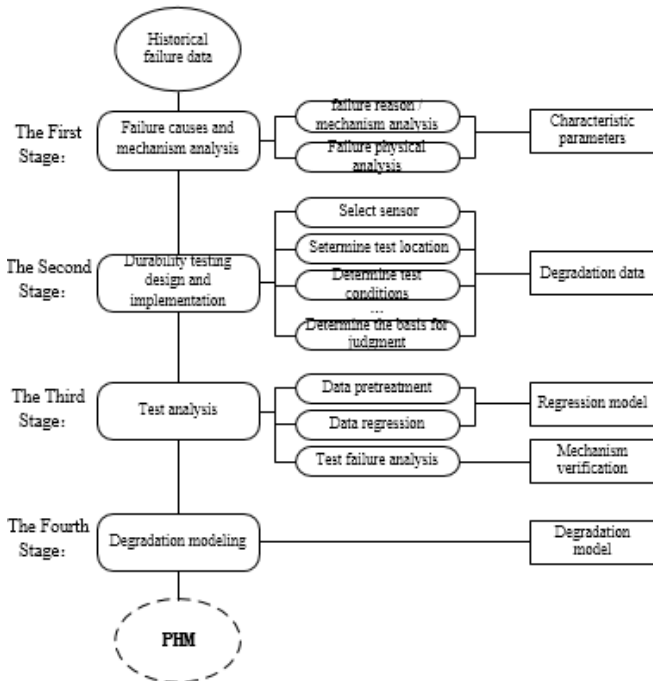 Historical
failure data
The First
Stage:
Failure causes and
mechanism analysis
failure reason /
mechanism analysis
Failure physical
analysis
Characteristic
parameters
The Second
Stage:
Durability testing
design and
implementation
Select sensor
Setermine test location
Determine test
conditions
...
Determine the basis for
judgment
Degradation data
The Third
Stage:
Test analysis
Data pretreatment
Data regression
Test failure analysis
Regression model
Mechanism
verification
The Fourth
Stage:
Degradation modeling
Degradation
model
PHM